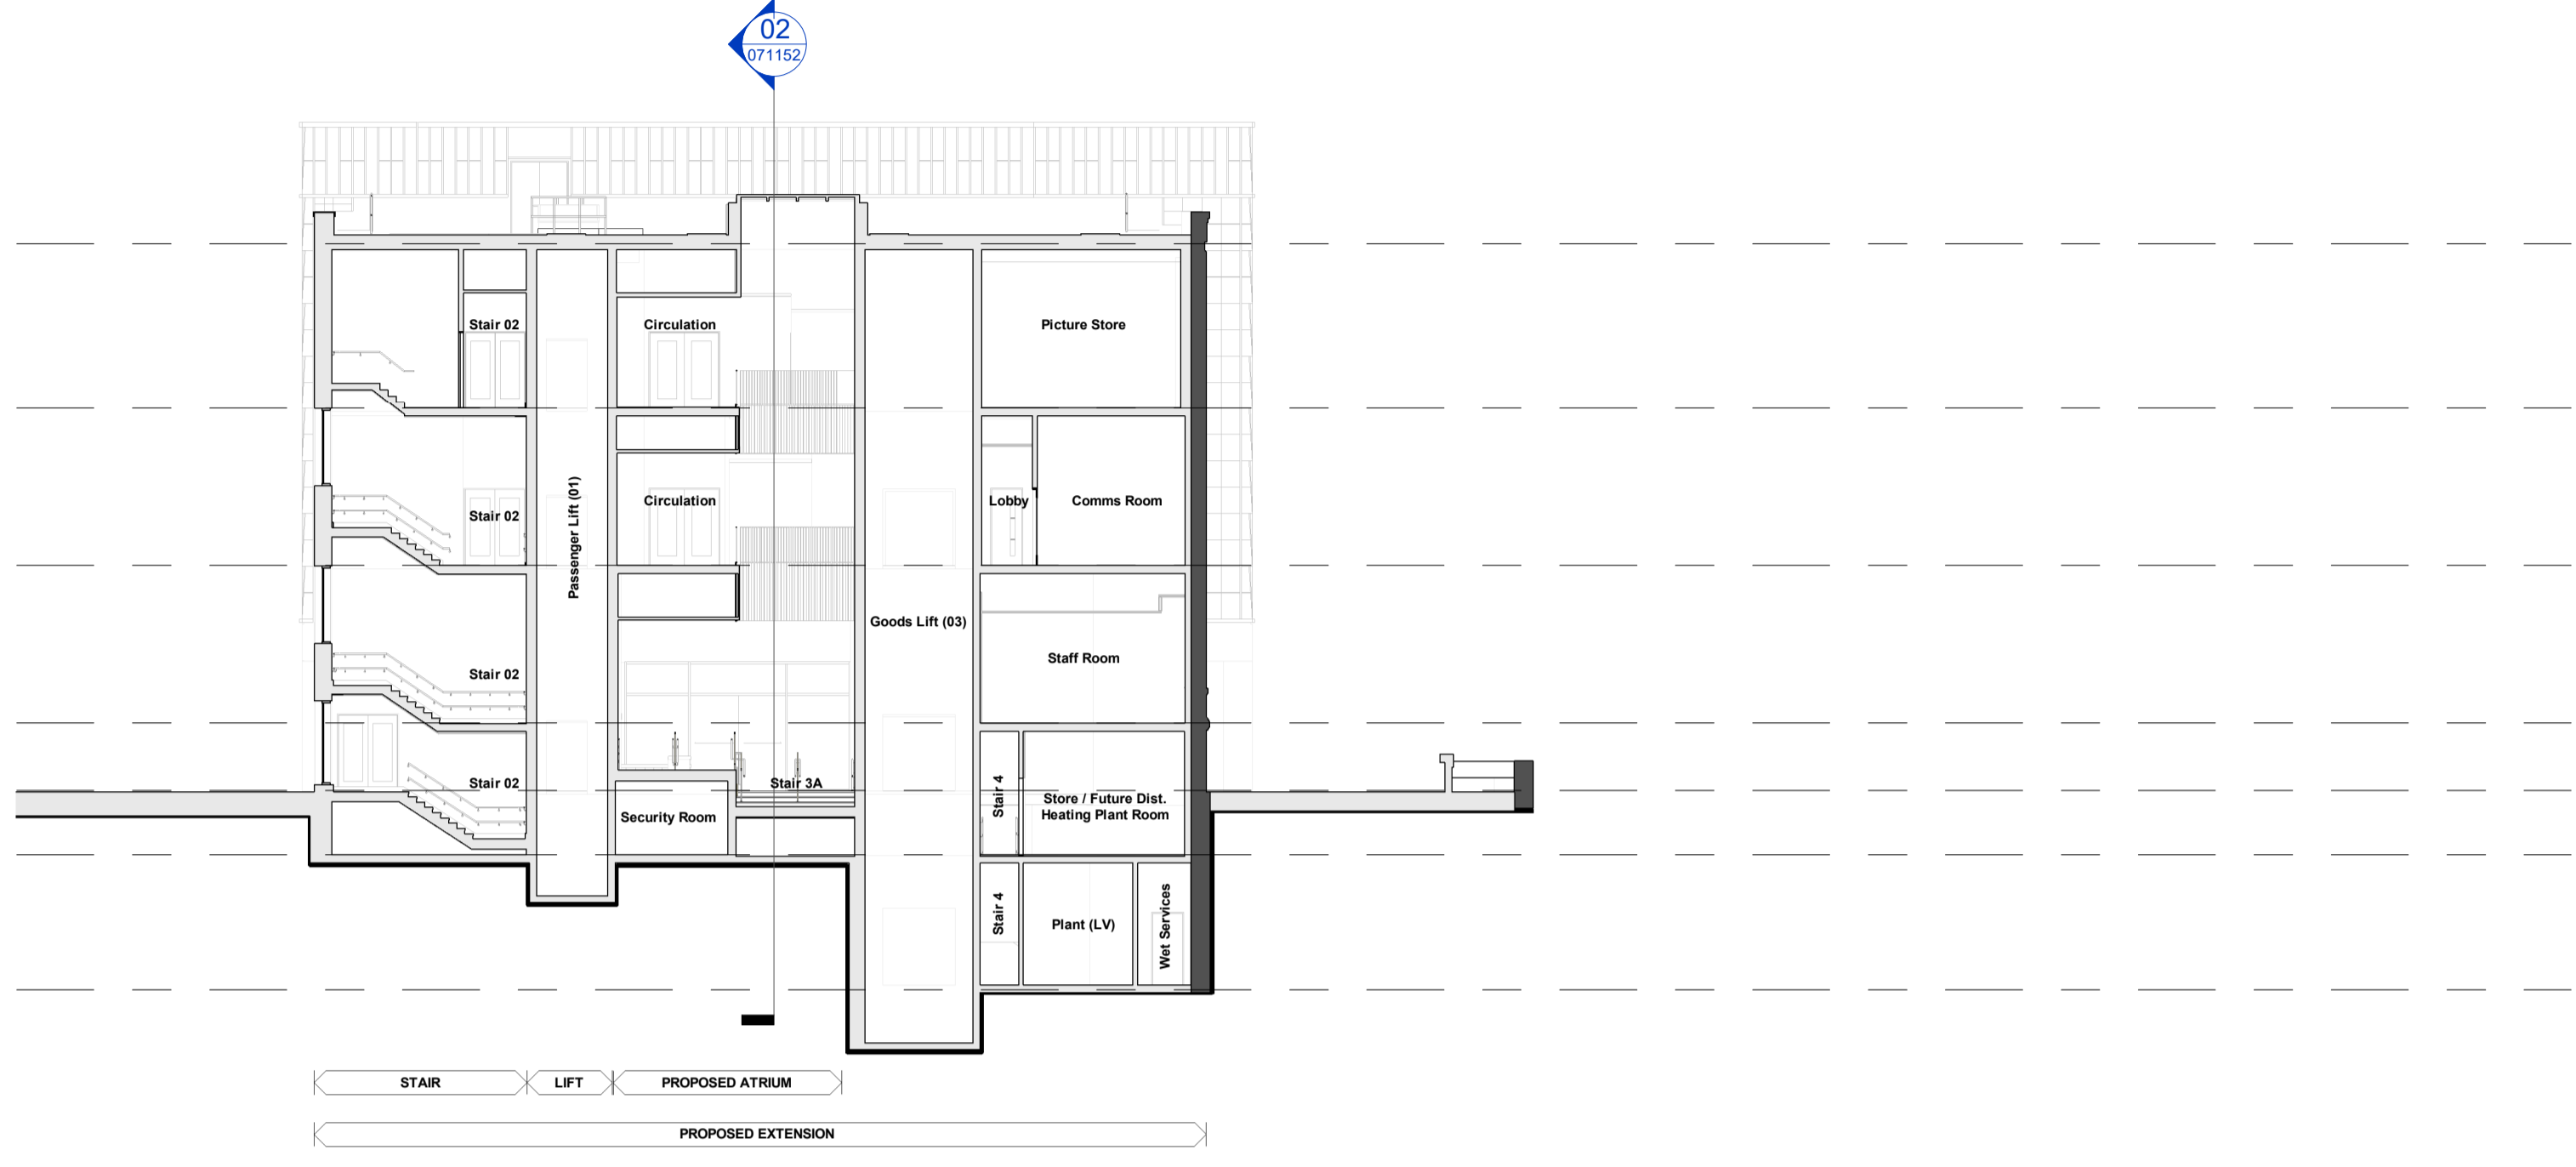 02
071152
Stair 02
Circulation
Picture Store
Passenger Lift (01)
Stair 02
Circulation
Lobby
Comms Room
Goods Lift (03)
Stair 02
Staff Room
Stair 02
Stair 3A
Security Room
Stair 4
Store / Future Dist.
Heating Plant Room
Stair 4
Plant (LV)
Wet Services
STAIR
LIFT
PROPOSED ATRIUM
PROPOSED EXTENSION